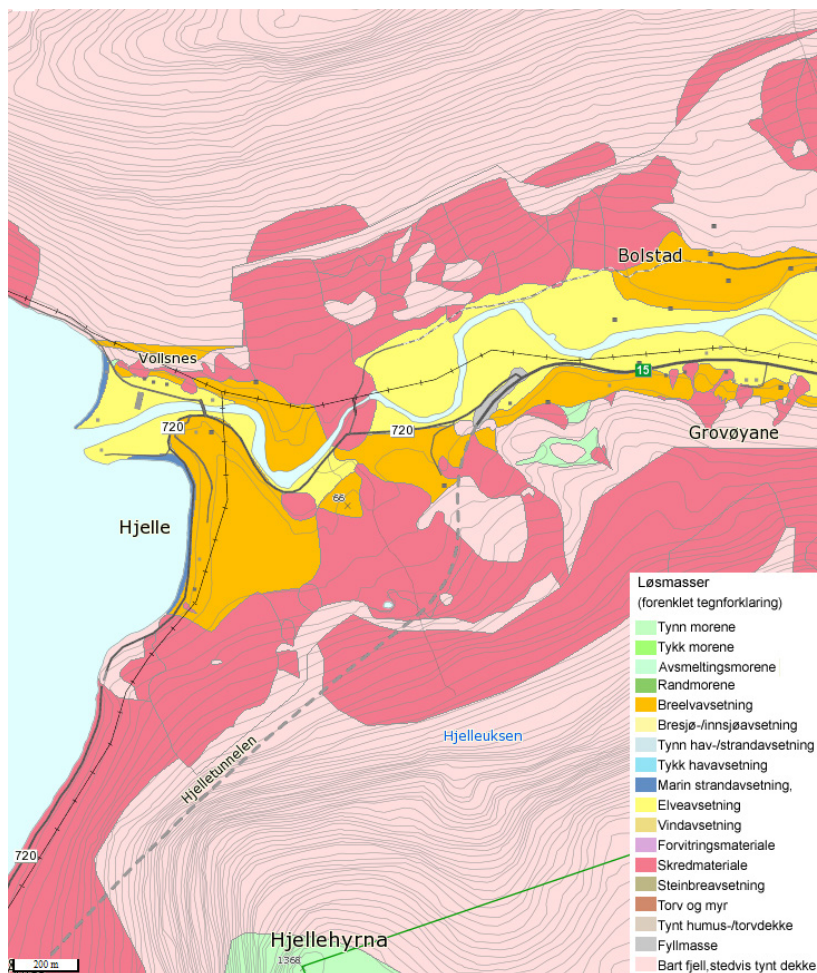 Bolstad
Vollsnes
15
720
720
Grovøyane
66
Hjelle
Løsmasser
(forenklet tegnforklaring)
Tynn morene
Tykk morene
Avsmeltingsmorene
Randmorene
Breelvavsetning
Bresjø-/innsjøavsetning
Tynn hav-/strandavsetning
Tykk havavsetning
Marin strandavsetning,
Elveavsetning
Vindavsetning
Forvitringsmateriale
Skredmateriale
Steinbreavsetning
Torv og myr
Tynt humus-/torvdekke
Fyllmasse
Bart fjell,stedvis tynt dekke
Hjelleuksen
Hjelletunnelen
720
Hjellehyrna
1368
200 m